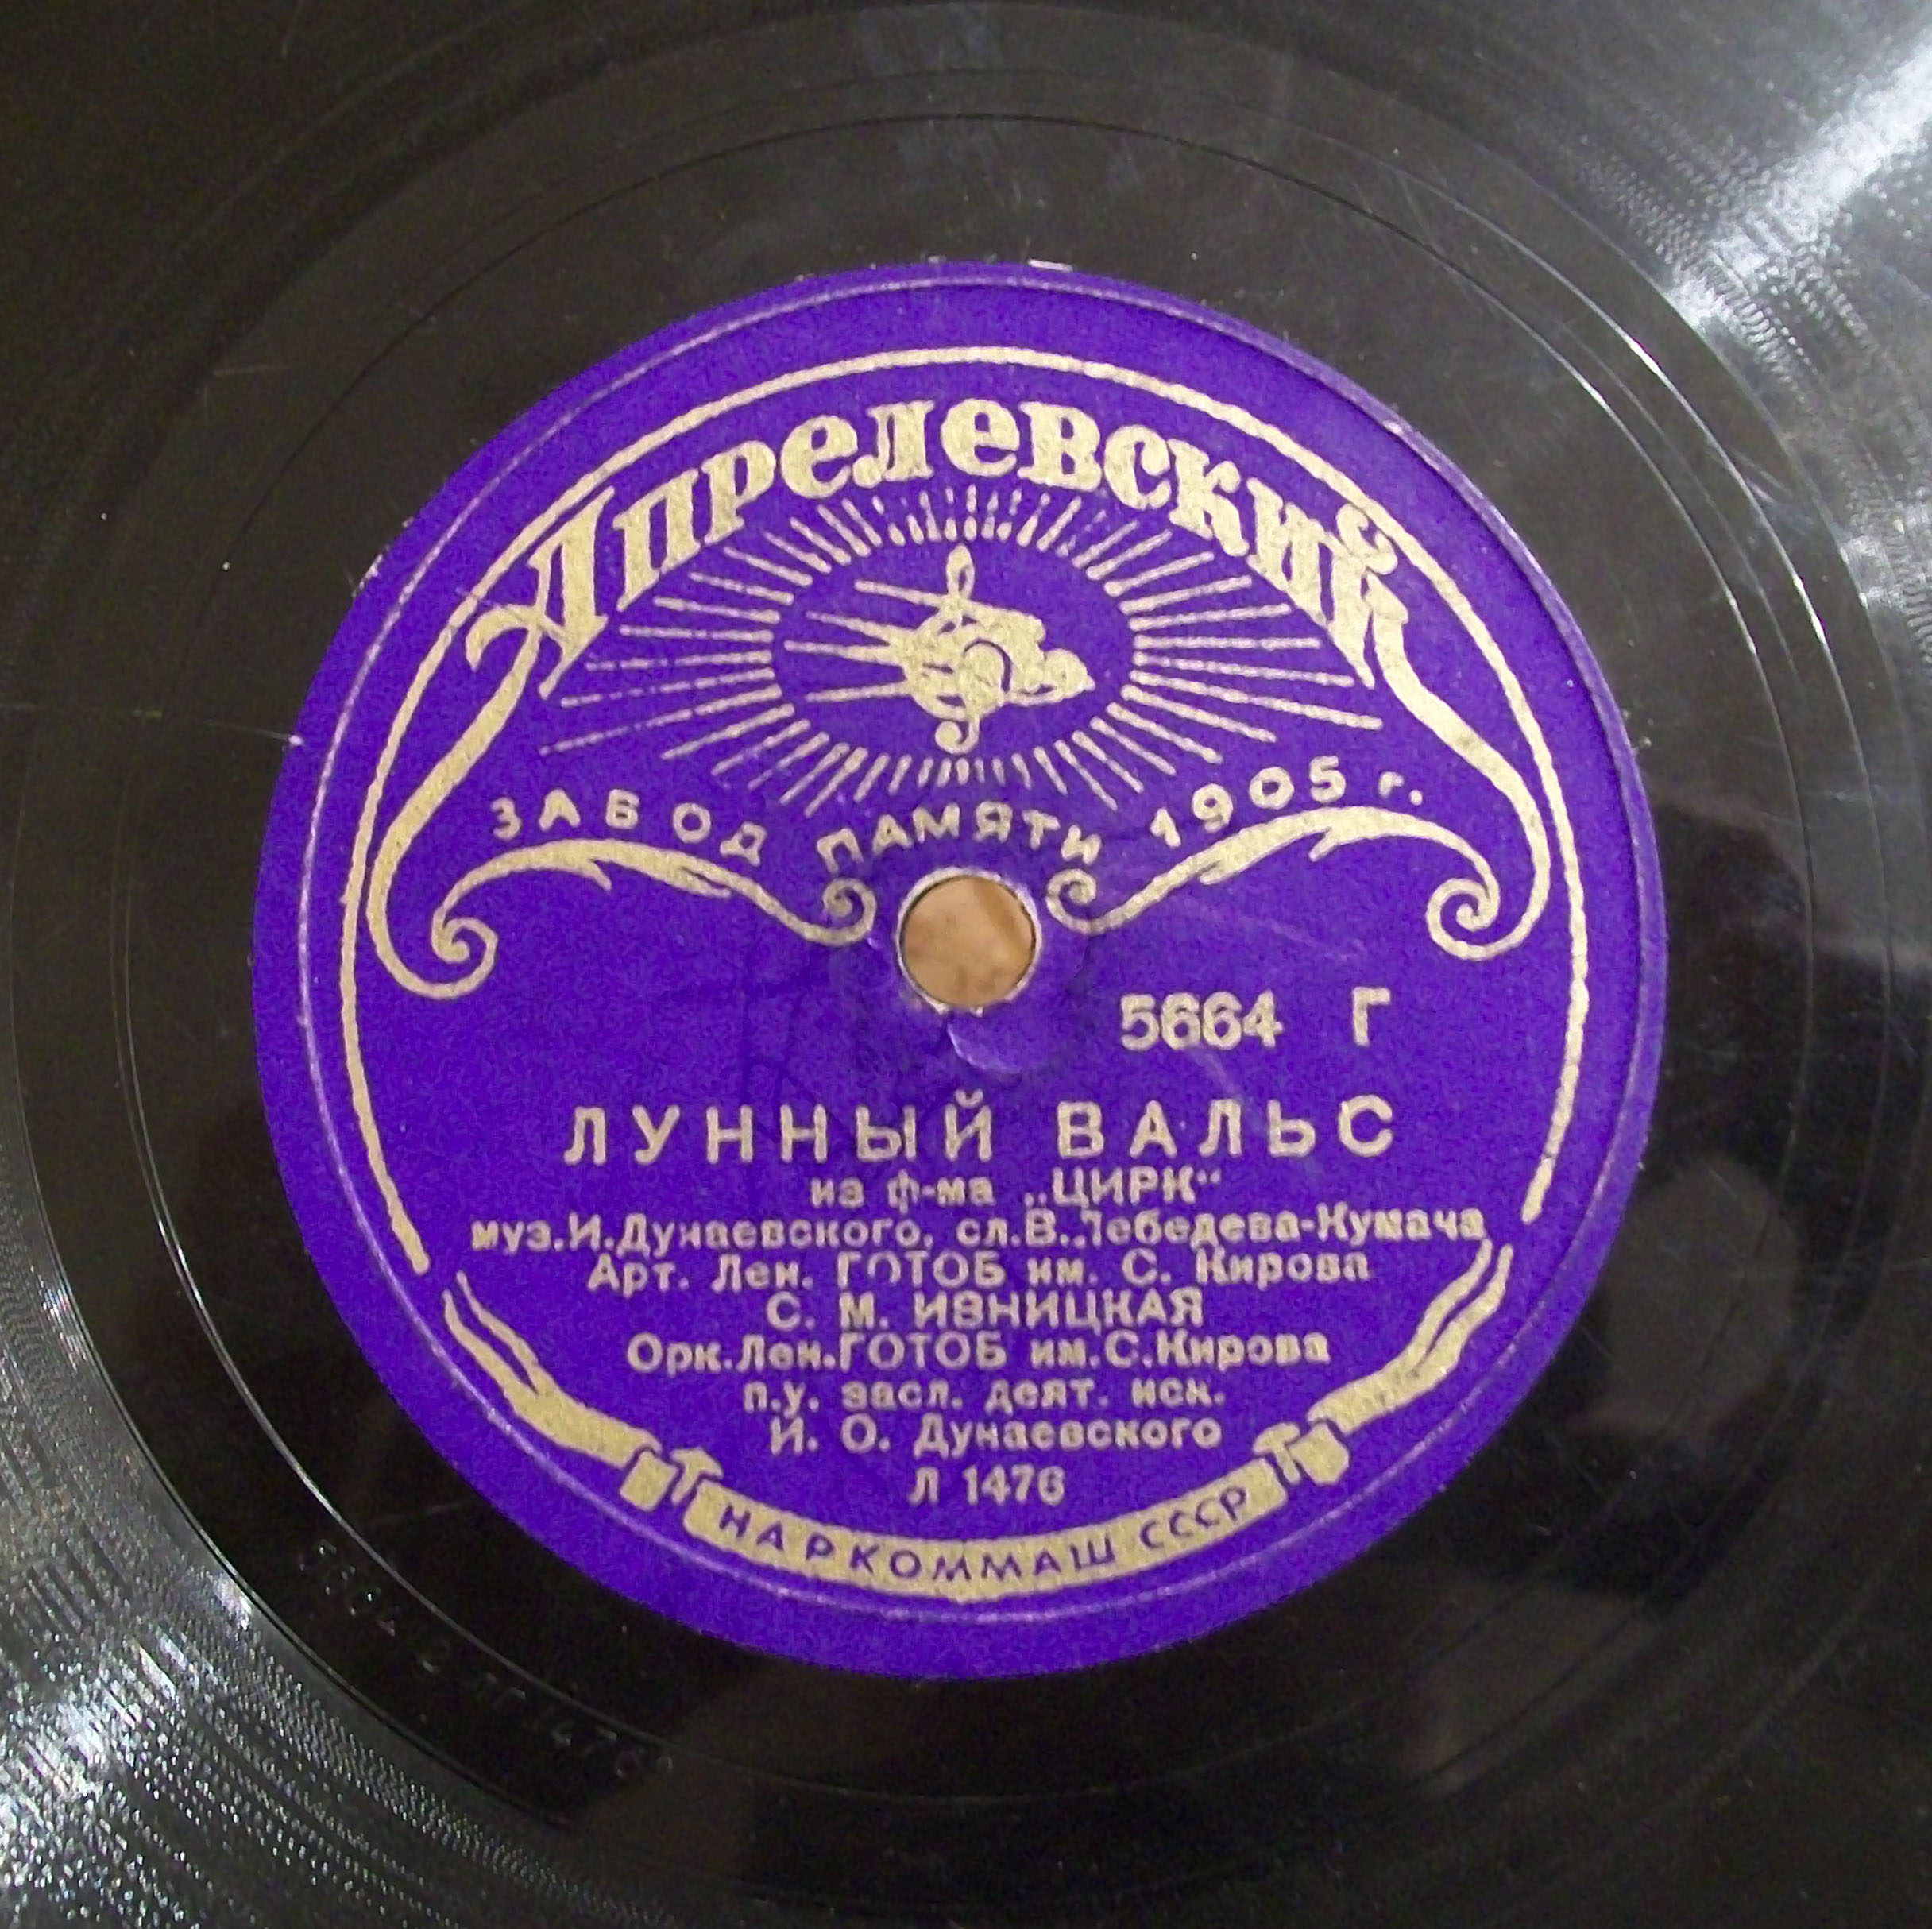 Апрелевский
ЗАВОД ПАМЯТИ 1905 г.
5664 Г
ЛУННЫЙ ВАЛЬС
из ф-ма „ЦИРК“
муз.И.Дунаевского, сл.В.Лебедева-Кумача
Арт. Лен. ГОТОБ им. С. Кирова
С. М. ИВНИЦКАЯ
Орк.Лен.ГОТОБ им.С.Кирова
п.у. засл. деят. иск.
И. О. Дунаевского
Л 1476
НАРКОММАШ СССР